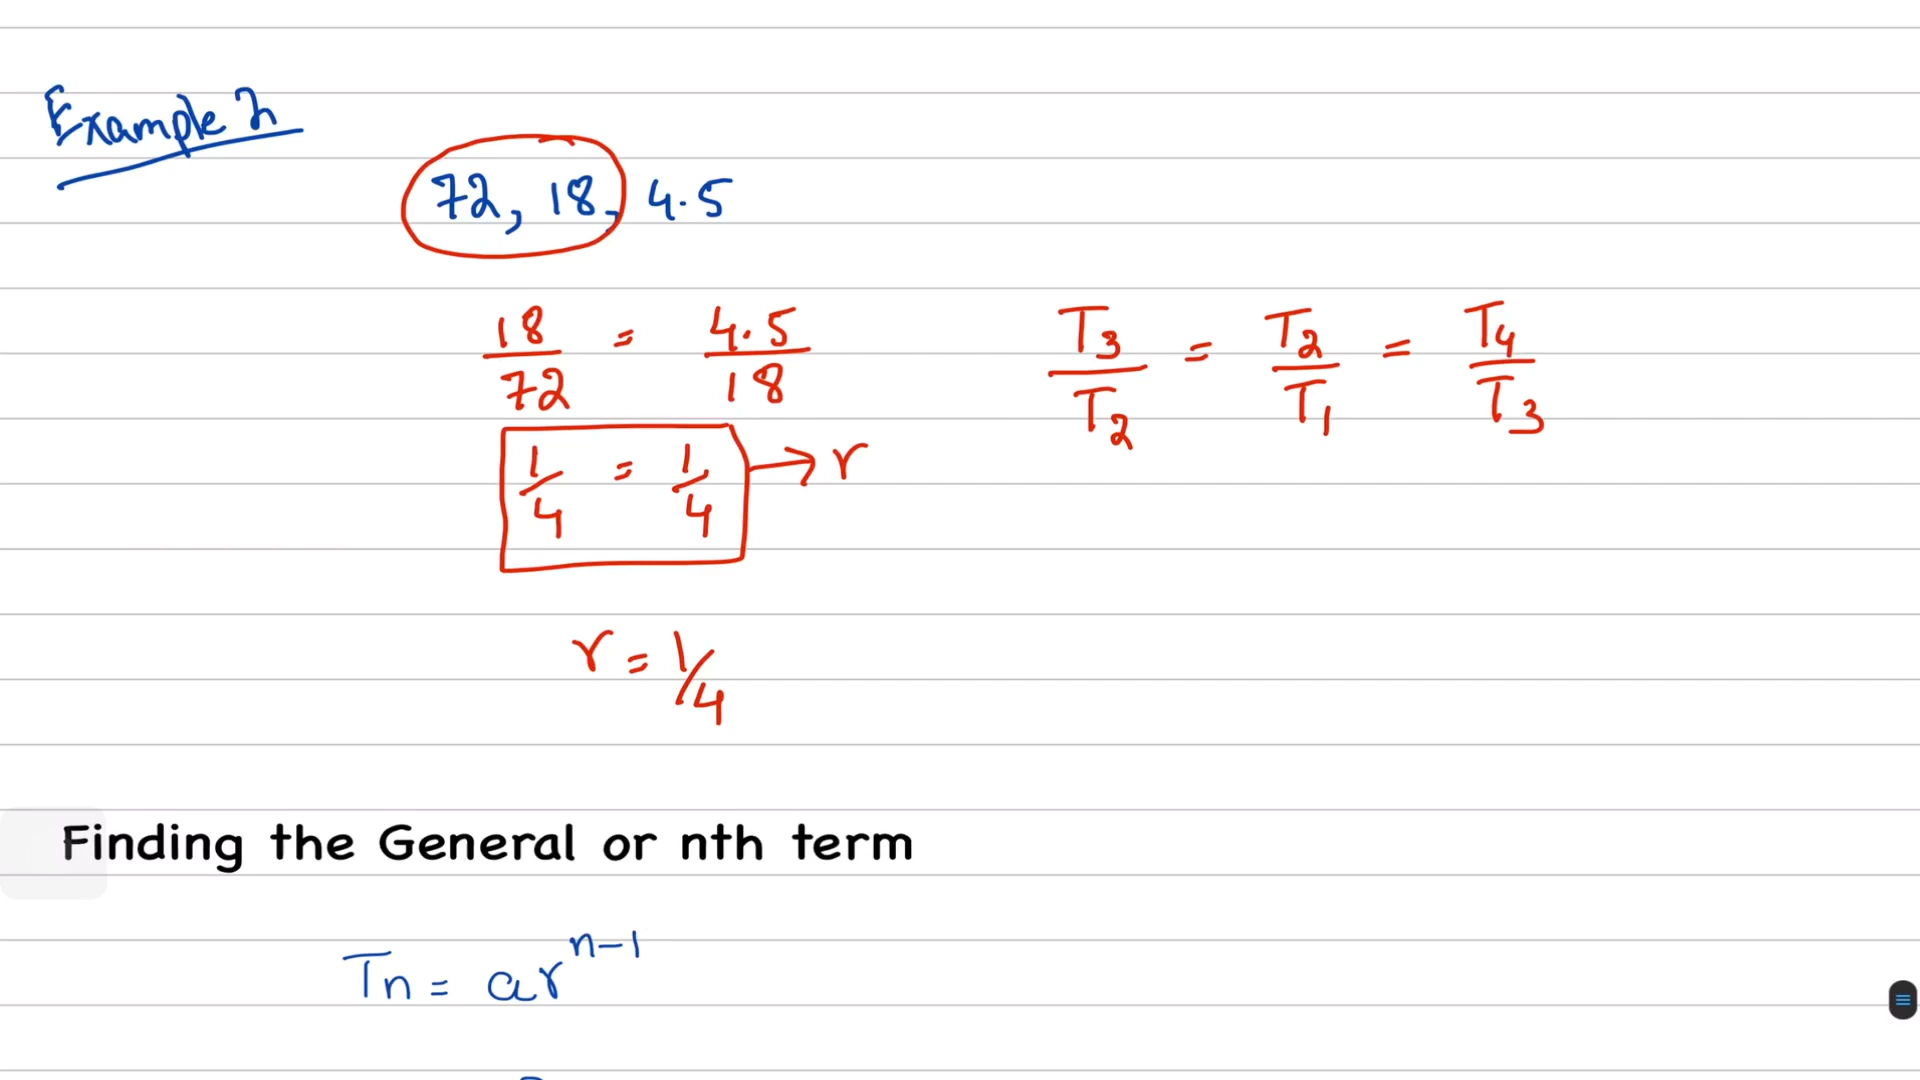 Example 2
72, 18, 4.5
18/72 = 4.5/18
T3/T2 = T2/T1 = T4/T3
1/4 = 1/4 → r
r = 1/4
Finding the General or nth term
Tn = ar^n-1